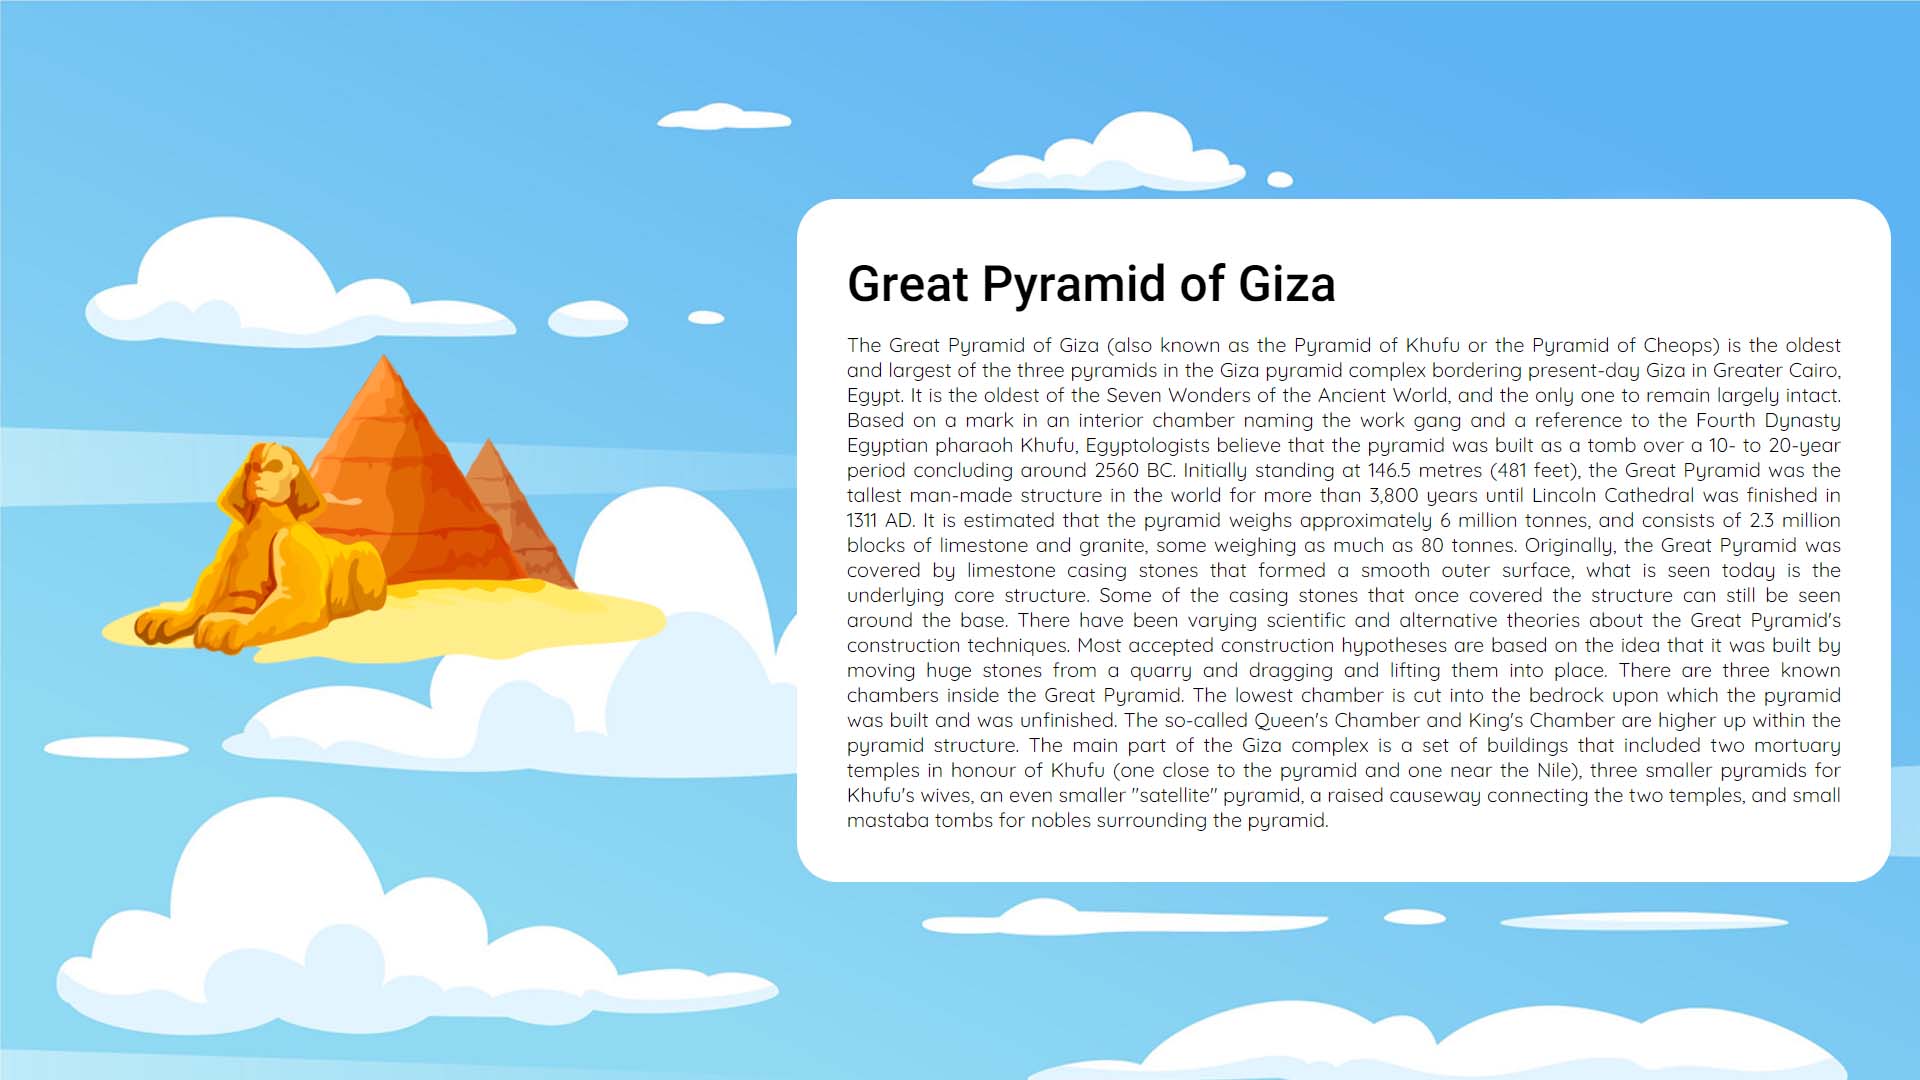 Great Pyramid of Giza
The Great Pyramid of Giza (also known as the Pyramid of Khufu or the Pyramid of Cheops) is the oldest
and largest of the three pyramids in the Giza pyramid complex bordering present-day Giza in Greater Cairo,
Egypt. It is the oldest of the Seven Wonders of the Ancient World, and the only one to remain largely intact.
Based on a mark in an interior chamber naming the work gang and a reference to the Fourth Dynasty
Egyptian pharaoh Khufu, Egyptologists believe that the pyramid was built as a tomb over a 10- to 20-year
period concluding around 2560 BC. Initially standing at 146.5 metres (481 feet), the Great Pyramid was the
tallest man-made structure in the world for more than 3,800 years until Lincoln Cathedral was finished in
1311 AD. It is estimated that the pyramid weighs approximately 6 million tonnes, and consists of 2.3 million
blocks of limestone and granite, some weighing as much as 80 tonnes. Originally, the Great Pyramid was
covered by limestone casing stones that formed a smooth outer surface, what is seen today is the
underlying core structure. Some of the casing stones that once covered the structure can still be seen
around the base. There have been varying scientific and alternative theories about the Great Pyramid's
construction techniques. Most accepted construction hypotheses are based on the idea that it was built by
moving huge stones from a quarry and dragging and lifting them into place. There are three known
chambers inside the Great Pyramid. The lowest chamber is cut into the bedrock upon which the pyramid
was built and was unfinished. The so-called Queen's Chamber and King's Chamber are higher up within the
pyramid structure. The main part of the Giza complex is a set of buildings that included two mortuary
temples in honour of Khufu (one close to the pyramid and one near the Nile), three smaller pyramids for
Khufu's wives, an even smaller "satellite" pyramid, a raised causeway connecting the two temples, and small
mastaba tombs for nobles surrounding the pyramid.